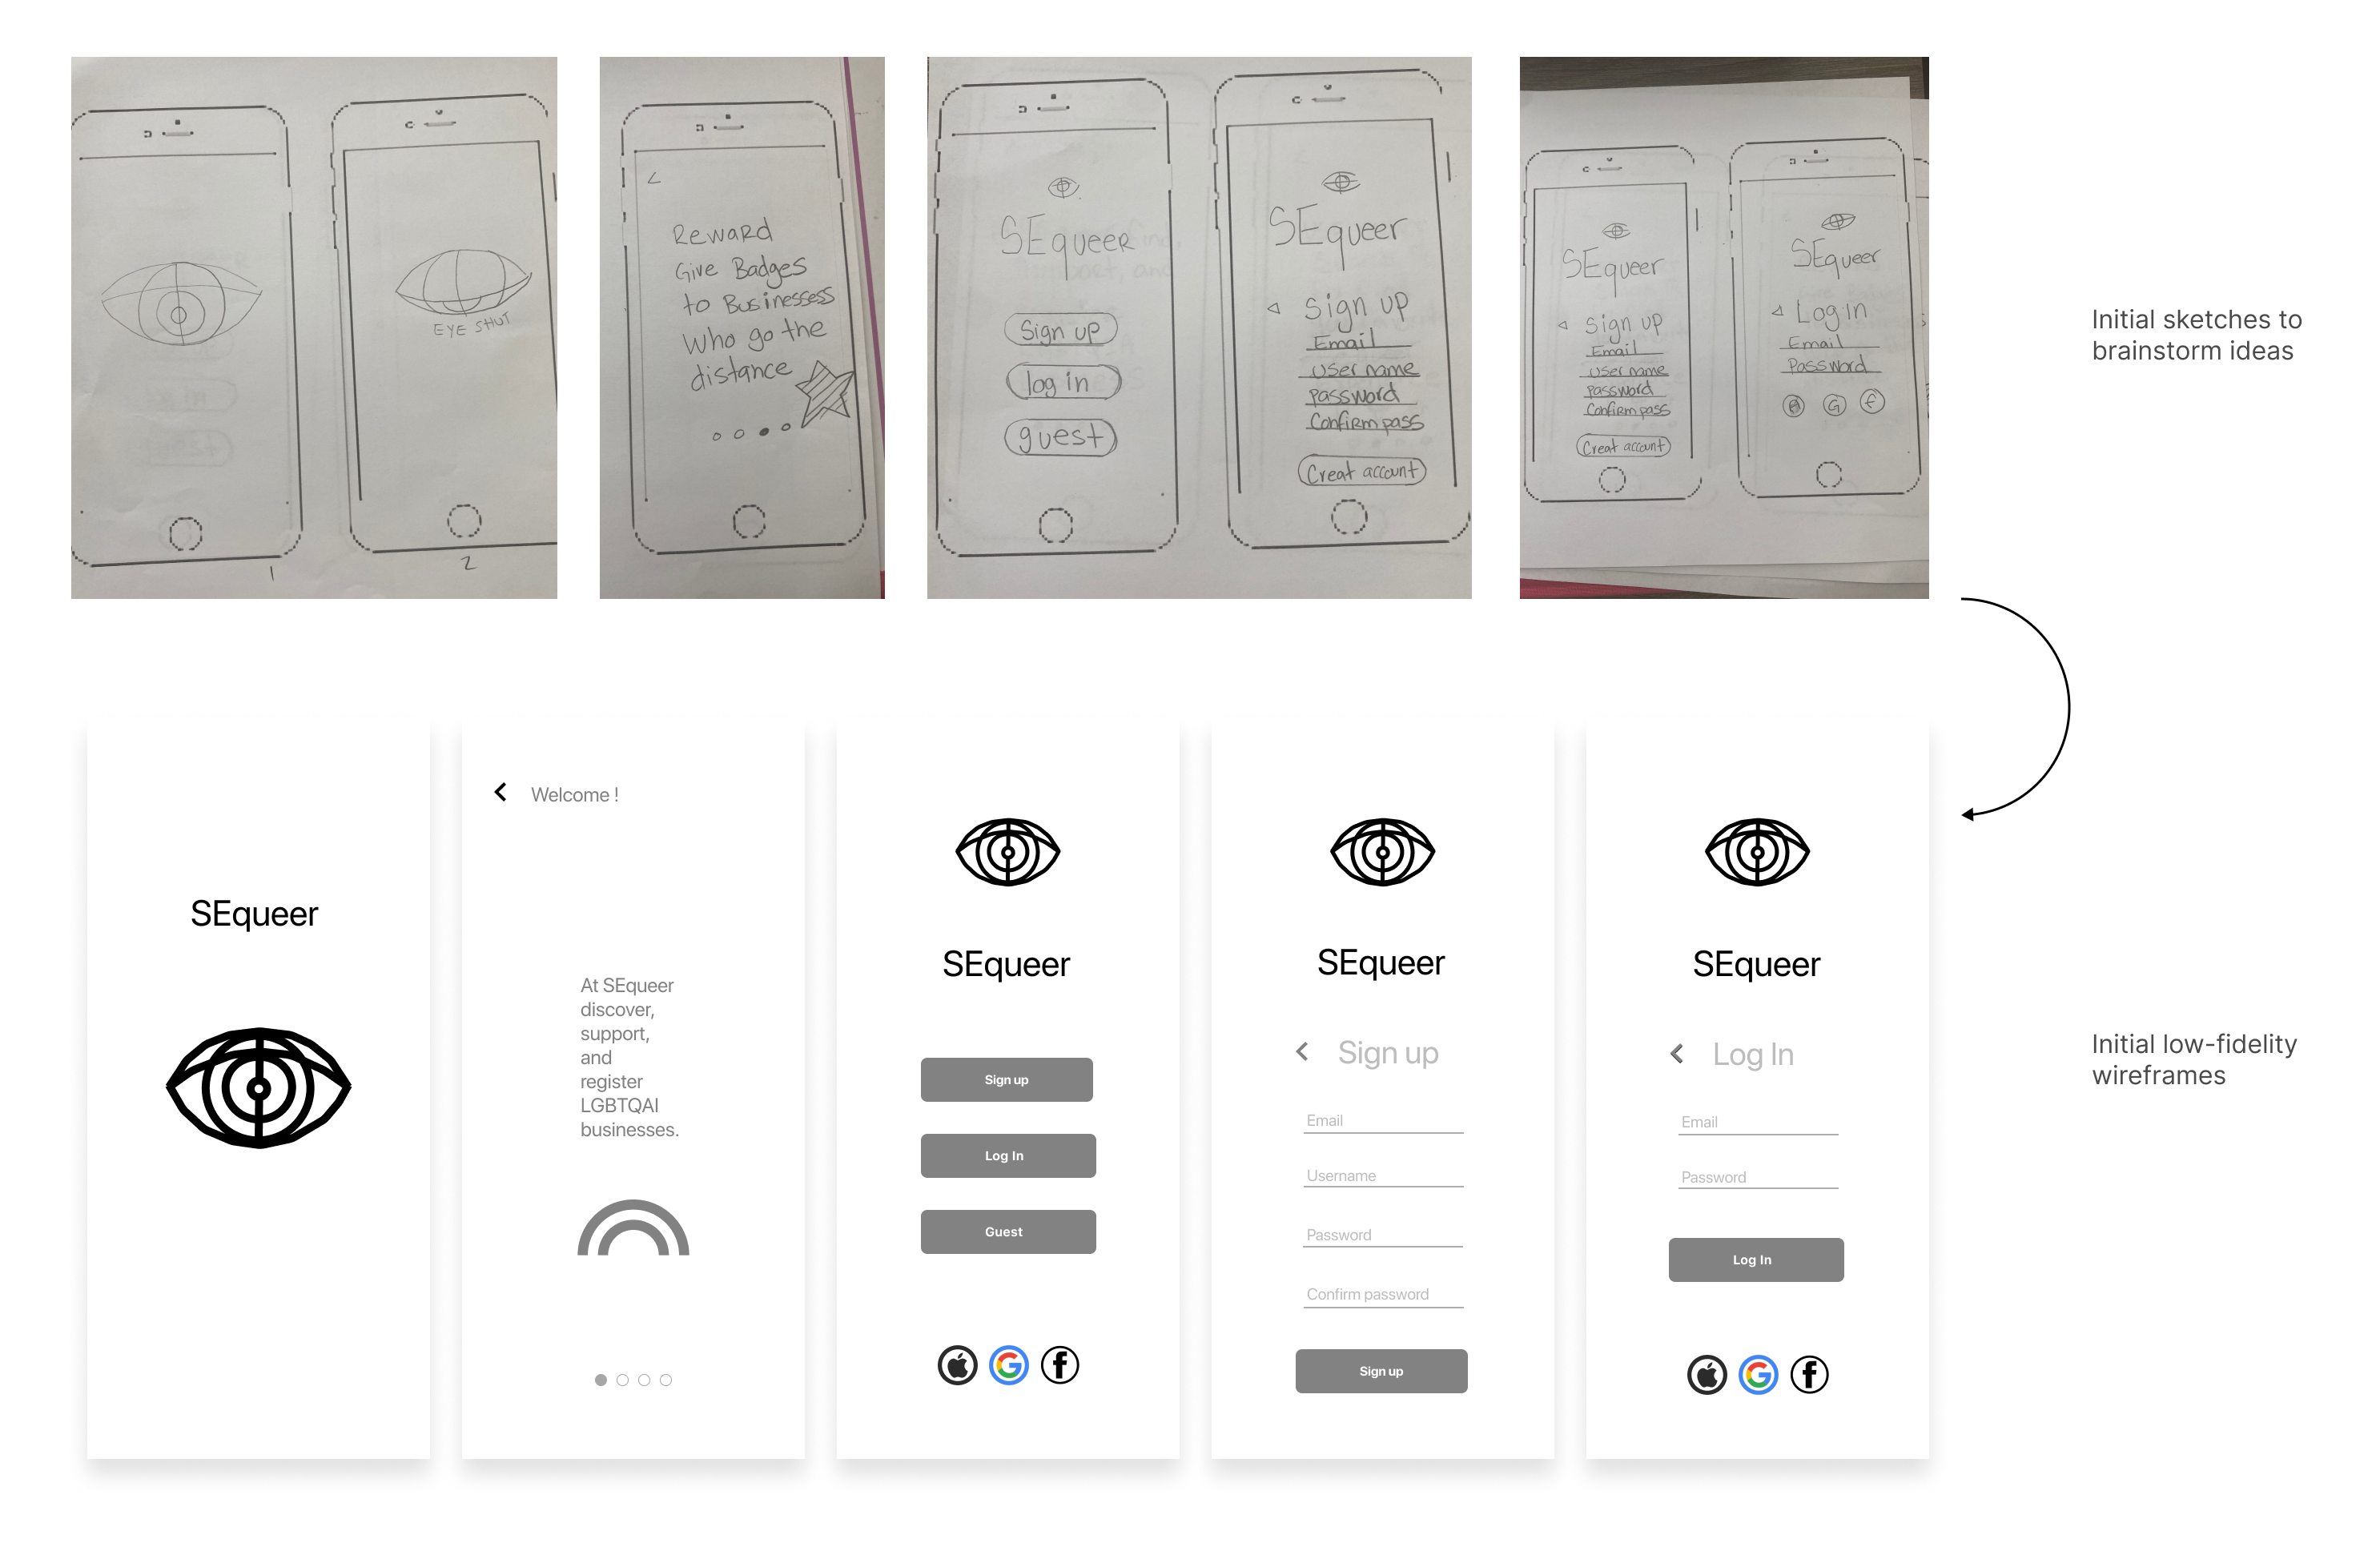 EYE SHUT
1
2
<
Reward
Give Badges
to Businessess
Who go the
distance
SEqueer
Sign up
log in
guest
SEqueer
Sign up
Email
user name
password
Confirm pass
Creat account
SEqueer
Sign up
Email
user name
password
Confirm pass
Creat account
SEqueer
Log in
Email
Password
G
f
Initial sketches to
brainstorm ideas
SEqueer
Welcome !
At SEqueer
discover,
support,
and
register
LGBTQAI
businesses.
SEqueer
Sign up
Log In
Guest
G
f
SEqueer
Sign up
Email
Username
Password
Confirm password
Sign up
SEqueer
Log In
Email
Password
Log In
G
f
Initial low-fidelity
wireframes